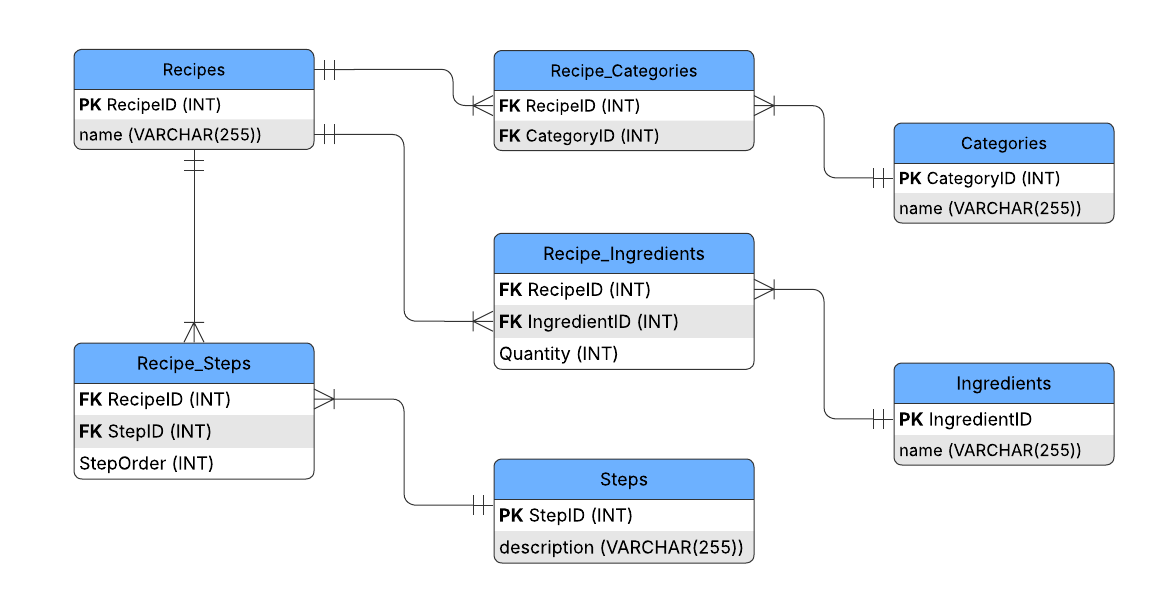 Recipes
PK RecipeID (INT)
name (VARCHAR(255))
Recipe_Categories
FK RecipeID (INT)
FK CategoryID (INT)
Categories
PK CategoryID (INT)
name (VARCHAR(255))
Recipe_Ingredients
FK RecipeID (INT)
FK IngredientID (INT)
Quantity (INT)
Recipe_Steps
FK RecipeID (INT)
FK StepID (INT)
StepOrder (INT)
Ingredients
PK IngredientID
name (VARCHAR(255))
Steps
PK StepID (INT)
description (VARCHAR(255))